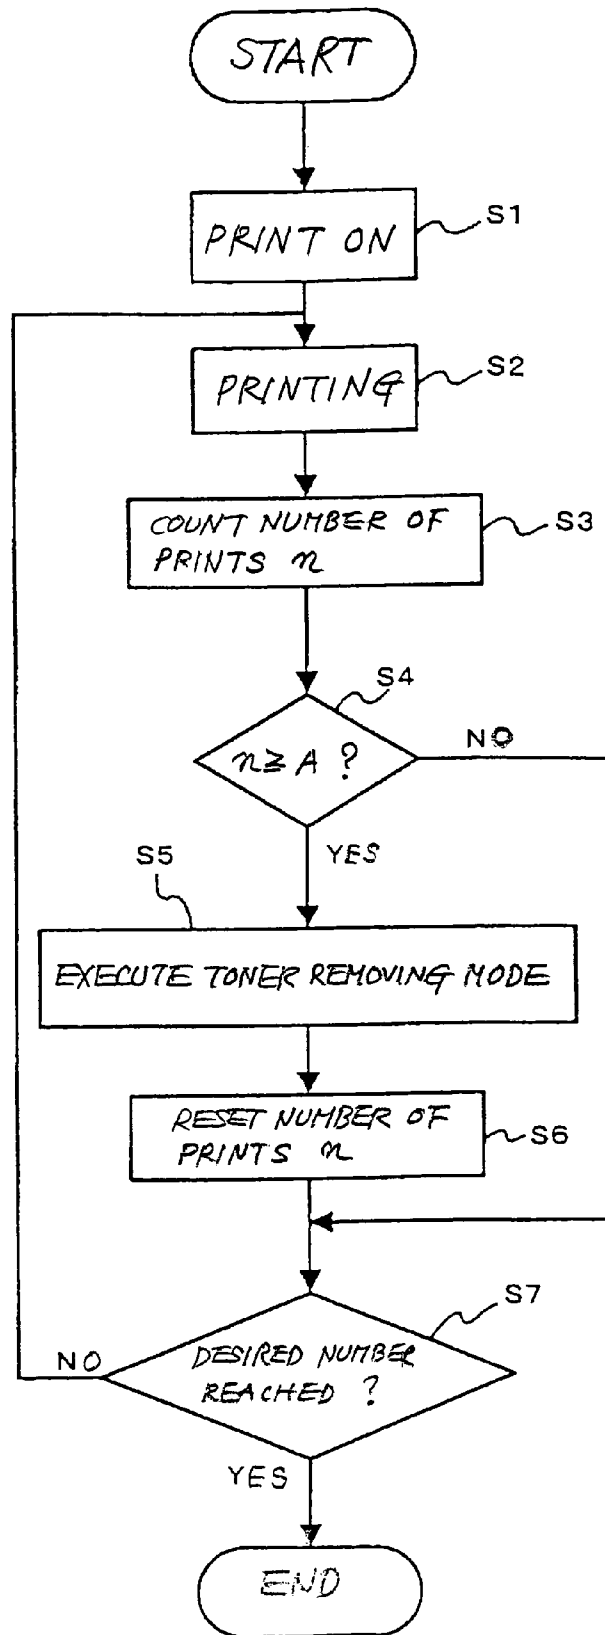 START
PRINT ON
S1
PRINTING
S2
COUNT NUMBER OF
PRINTS n
S3
S4
n≥A ?
NO
YES
S5
EXECUTE TONER REMOVING MODE
RESET NUMBER OF
PRINTS n
S6
S7
DESIRED NUMBER
REACHED ?
NO
YES
END